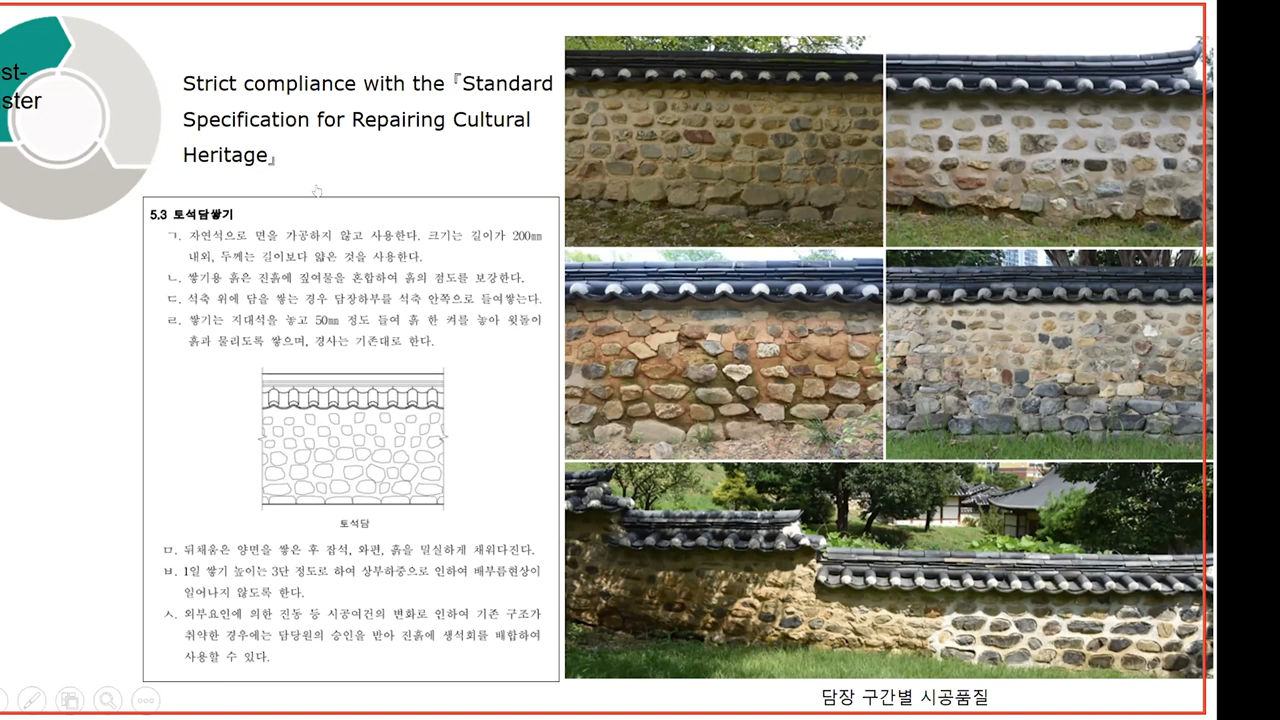 st-
ster
Strict compliance with the『Standard
Specification for Repairing Cultural
Heritage』
5.3 토석담쌓기
ㄱ. 자연석으로 면을 가공하지 않고 사용한다. 크기는 길이가 200㎜
내외, 두께는 길이보다 얇은 것을 사용한다.
ㄴ. 쌓기용 흙은 진흙에 짚여물을 혼합하여 흙의 점도를 보강한다.
ㄷ. 석축 위에 담을 쌓는 경우 담장하부를 석축 안쪽으로 들여쌓는다.
ㄹ. 쌓기는 지대석을 놓고 50㎜ 정도 들여 흙 한 켜를 놓아 윗돌이
흙과 물리도록 쌓으며, 경사는 기존대로 한다.
토석담
ㅁ. 뒤채움은 양면을 쌓은 후 잡석, 와편, 흙을 밀실하게 채워다진다.
ㅂ. 1일 쌓기 높이는 3단 정도로 하여 상부하중으로 인하여 배부름현상이
일어나지 않도록 한다.
ㅅ. 외부요인에 의한 진동 등 시공여건의 변화로 인하여 기존 구조가
취약한 경우에는 담당원의 승인을 받아 진흙에 생석회를 배합하여
사용할 수 있다.
담장 구간별 시공품질